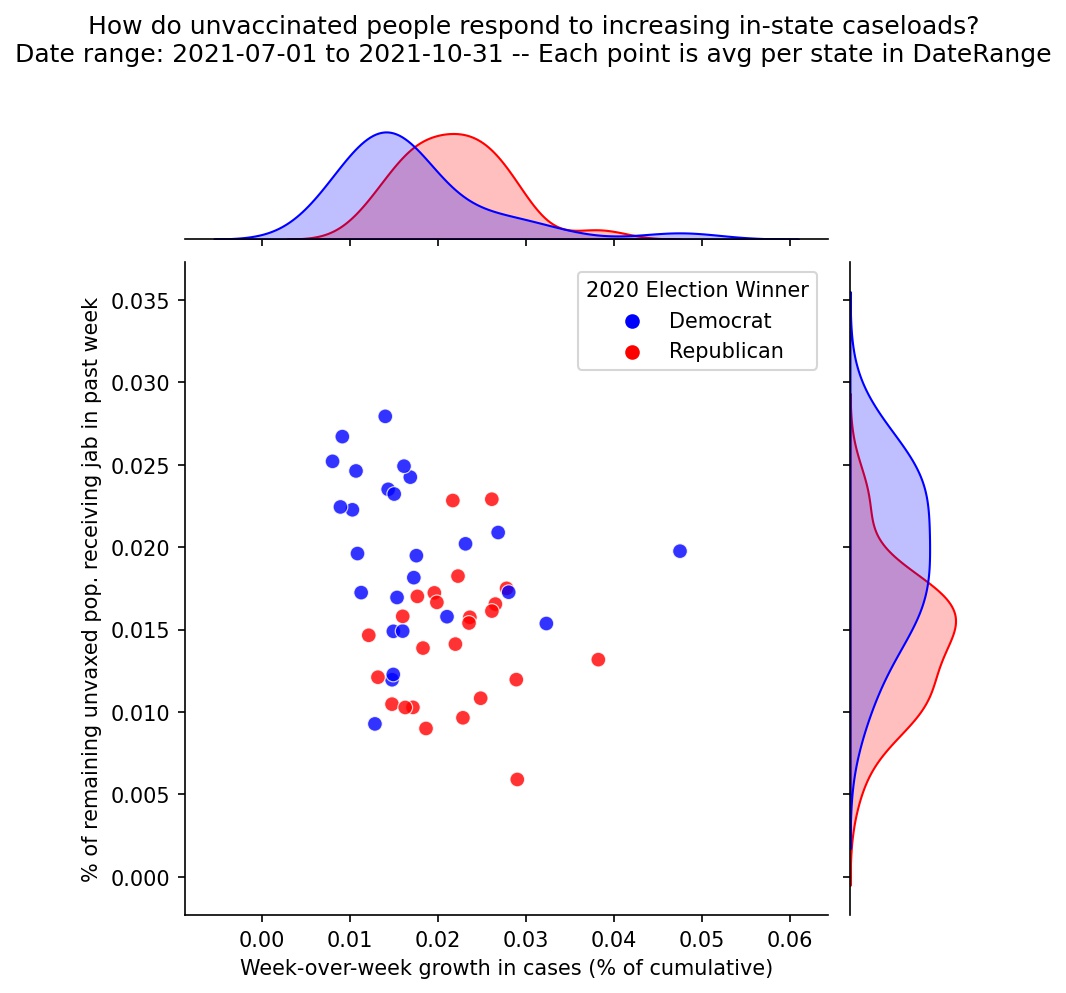 How do unvaccinated people respond to increasing in-state caseloads?
Date range: 2021-07-01 to 2021-10-31 -- Each point is avg per state in DateRange
2020 Election Winner
Democrat
Republican
% of remaining unvaxed pop. receiving jab in past week
0.035
0.030
0.025
0.020
0.015
0.010
0.005
0.000
0.00 0.01 0.02 0.03 0.04 0.05 0.06
Week-over-week growth in cases (% of cumulative)